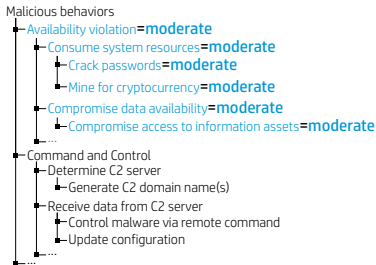 Malicious behaviors
Availability violation=moderate
Consume system resources=moderate
Crack passwords=moderate
Mine for cryptocurrency=moderate
Compromise data availability=moderate
Compromise access to information assets=moderate
...
Command and Control
Determine C2 server
Generate C2 domain name(s)
Receive data from C2 server
Control malware via remote command
Update configuration
...
...